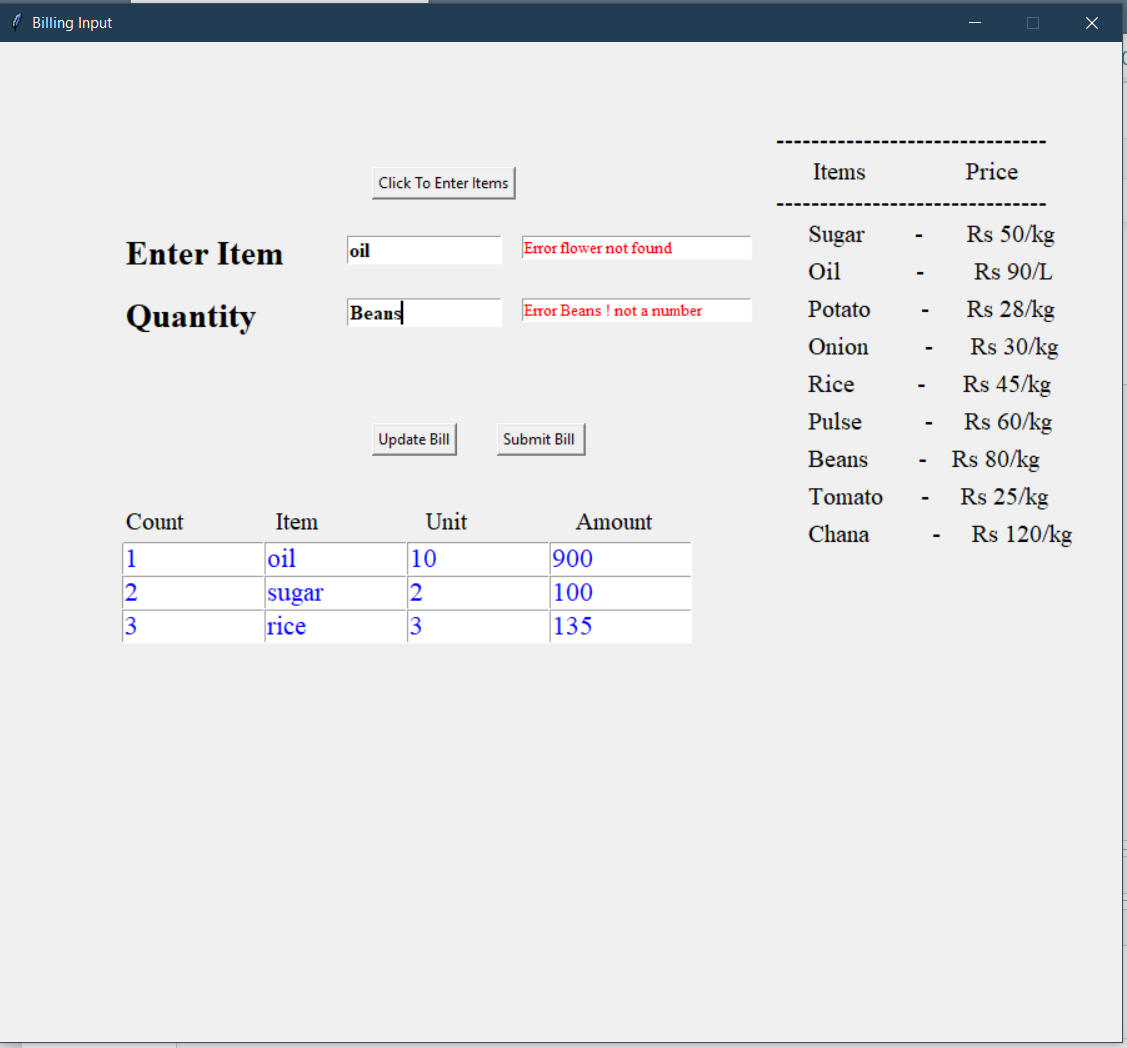 Billing Input
Click To Enter Items
Enter Item oil Error flower not found
Quantity Beans Error Beans ! not a number
Update Bill Submit Bill
Count Item Unit Amount
1 oil 10 900
2 sugar 2 100
3 rice 3 135
------------------------------
Items Price
------------------------------
Sugar - Rs 50/kg
Oil - Rs 90/L
Potato - Rs 28/kg
Onion - Rs 30/kg
Rice - Rs 45/kg
Pulse - Rs 60/kg
Beans - Rs 80/kg
Tomato - Rs 25/kg
Chana - Rs 120/kg